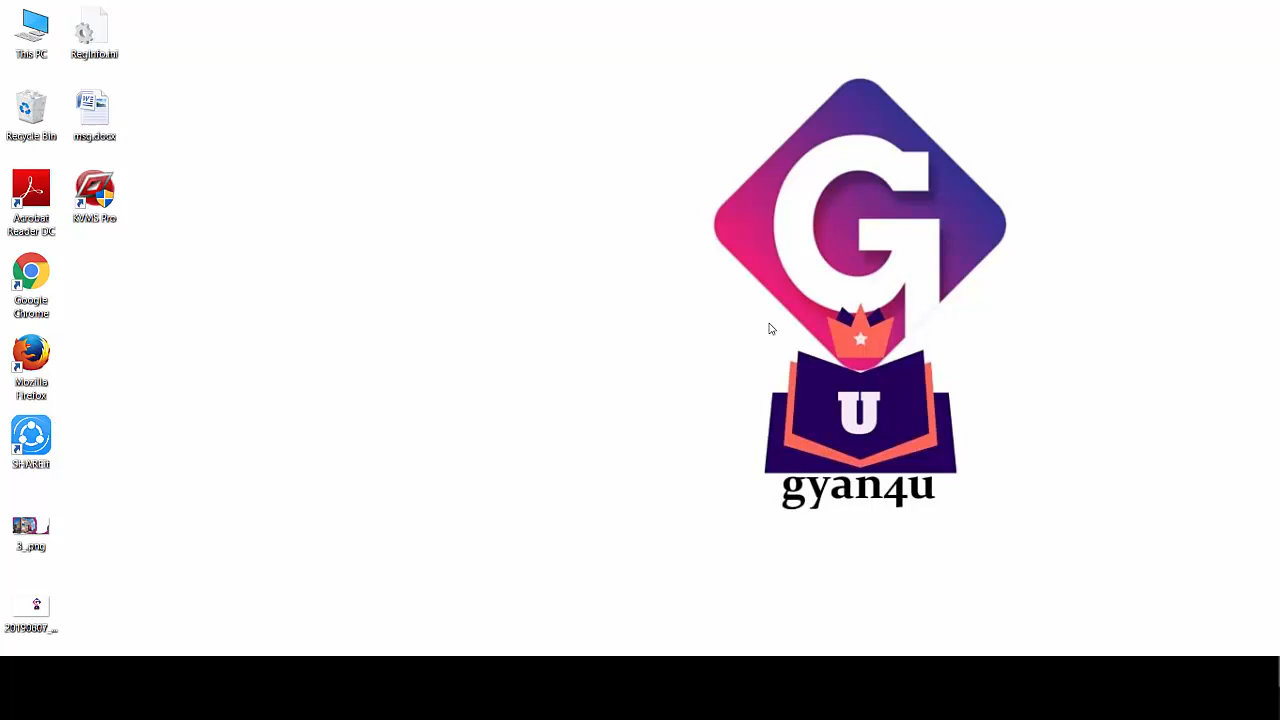 This PC
RegInfo.ini
Recycle Bin
msg.docx
Acrobat
Reader DC
KVMS Pro
Google
Chrome
Mozilla
Firefox
SHAREit
3_.png
20190607_...
G
U
gyan4u